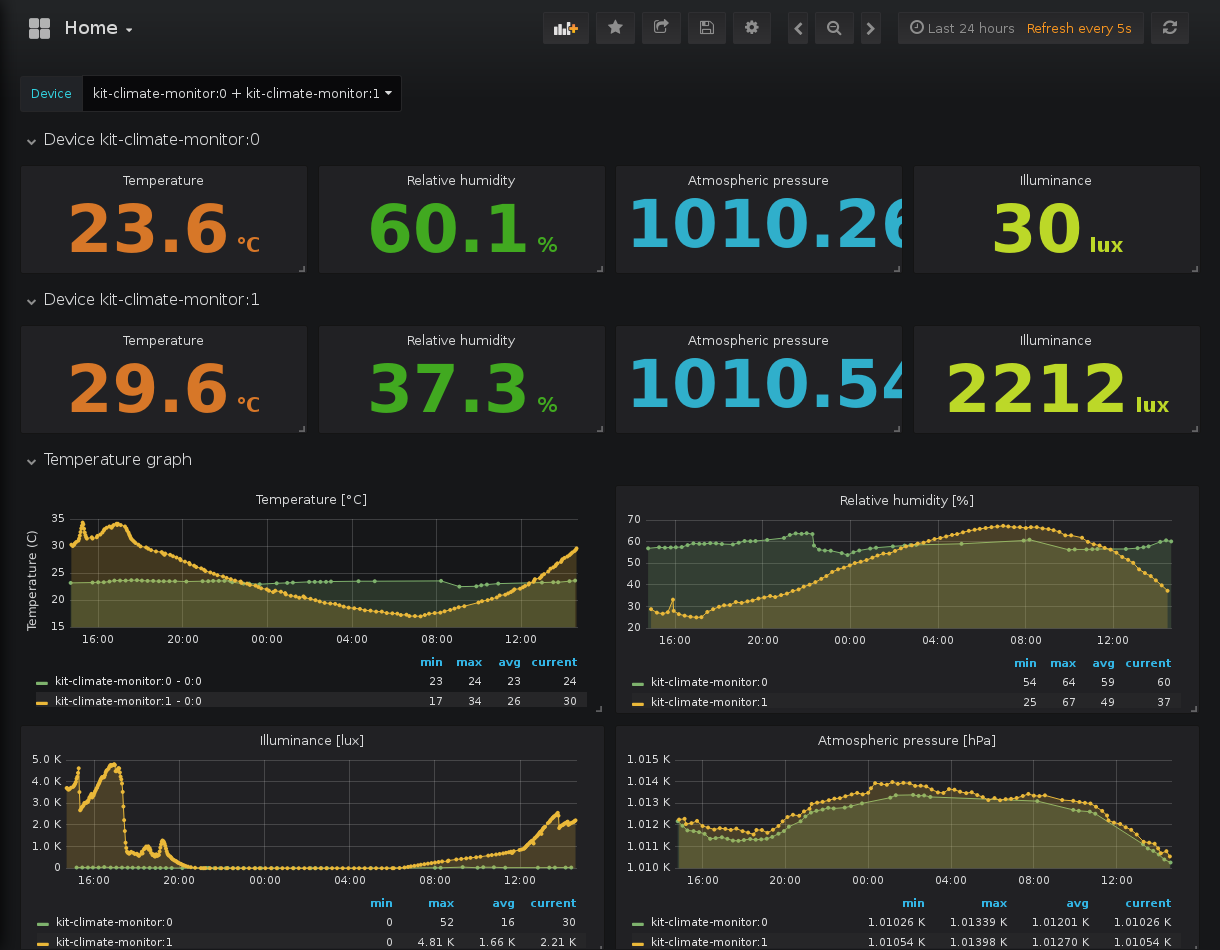 Home
Last 24 hours Refresh every 5s
Device kit-climate-monitor:0 + kit-climate-monitor:1
Device kit-climate-monitor:0
Temperature Relative humidity Atmospheric pressure Illuminance
23.6 °C 60.1 % 1010.26 30 lux
Device kit-climate-monitor:1
Temperature Relative humidity Atmospheric pressure Illuminance
29.6 °C 37.3 % 1010.54 2212 lux
Temperature graph
Temperature [°C]
Temperature (C)
35
30
25
20
15
16:00 20:00 00:00 04:00 08:00 12:00
min max avg current
kit-climate-monitor:0 - 0:0 23 24 23 24
kit-climate-monitor:1 - 0:0 17 34 26 30
Relative humidity [%]
70
60
50
40
30
20
16:00 20:00 00:00 04:00 08:00 12:00
min max avg current
kit-climate-monitor:0 54 64 59 60
kit-climate-monitor:1 25 67 49 37
Illuminance [lux]
5.0 K
4.0 K
3.0 K
2.0 K
1.0 K
0
16:00 20:00 00:00 04:00 08:00 12:00
min max avg current
kit-climate-monitor:0 0 52 16 30
kit-climate-monitor:1 0 4.81 K 1.66 K 2.21 K
Atmospheric pressure [hPa]
1.015 K
1.014 K
1.013 K
1.012 K
1.011 K
1.010 K
16:00 20:00 00:00 04:00 08:00 12:00
min max avg current
kit-climate-monitor:0 1.01026 K 1.01339 K 1.01201 K 1.01026 K
kit-climate-monitor:1 1.01054 K 1.01398 K 1.01270 K 1.01054 K